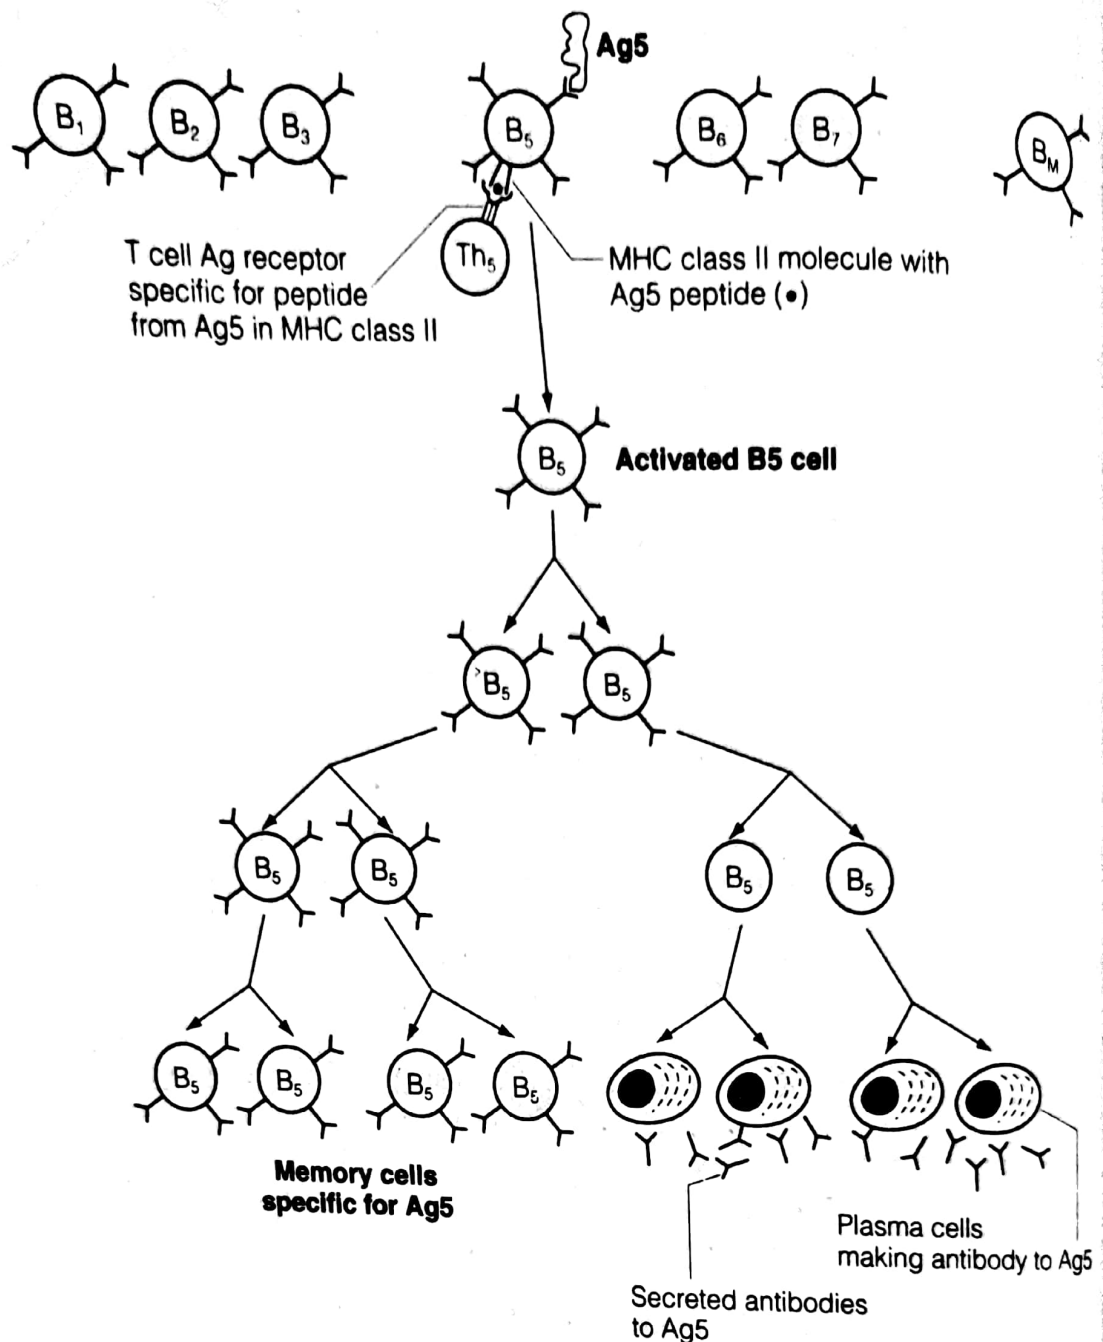 Ag5
B₁
B₂
B₃
B₅
B₆
B₇
B_M
T cell Ag receptor
specific for peptide
from Ag5 in MHC class II
Th₅
MHC class II molecule with
Ag5 peptide (•)
B₅
Activated B5 cell
B₅
B₅
B₅
B₅
B₅
B₅
B₅
B₅
B₅
B₅
Memory cells
specific for Ag5
Plasma cells
making antibody to Ag5
Secreted antibodies
to Ag5